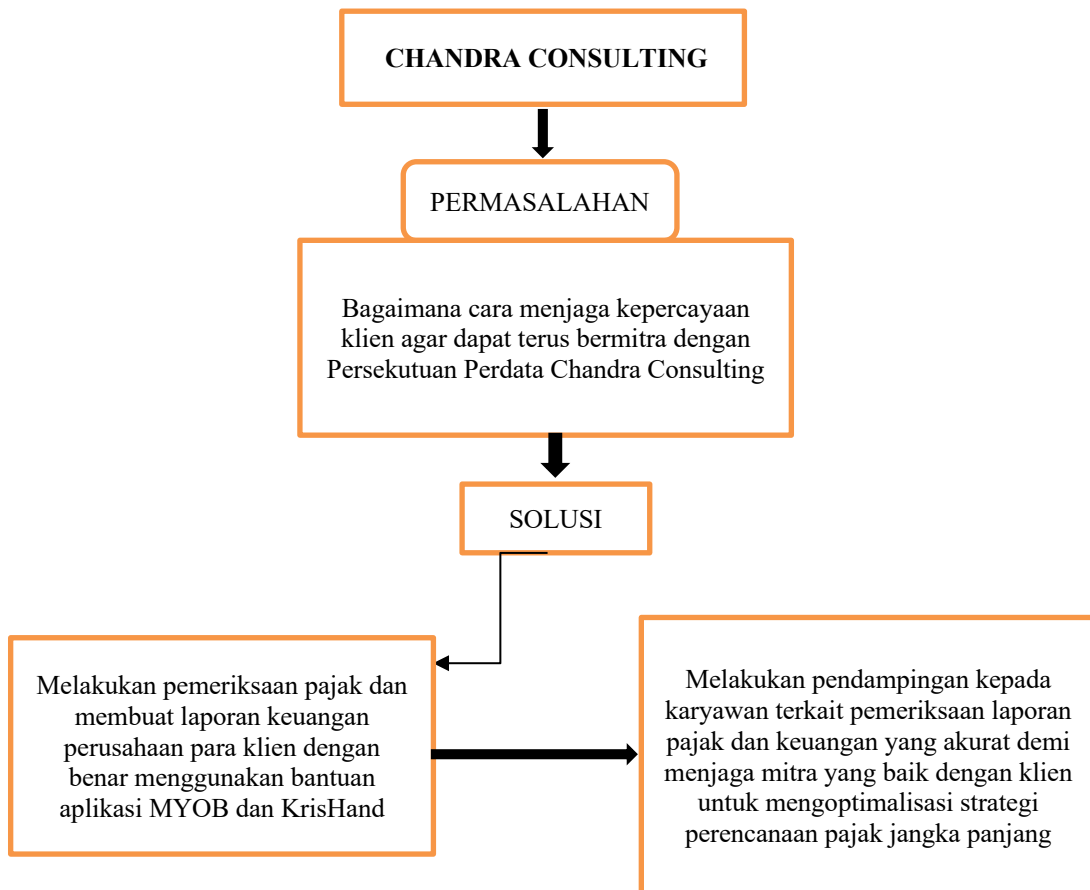 CHANDRA CONSULTING
PERMASALAHAN
Bagaimana cara menjaga kepercayaan
klien agar dapat terus bermitra dengan
Persekutuan Perdata Chandra Consulting
SOLUSI
Melakukan pemeriksaan pajak dan
membuat laporan keuangan
perusahaan para klien dengan
benar menggunakan bantuan
aplikasi MYOB dan KrisHand
Melakukan pendampingan kepada
karyawan terkait pemeriksaan laporan
pajak dan keuangan yang akurat demi
menjaga mitra yang baik dengan klien
untuk mengoptimalisasi strategi
perencanaan pajak jangka panjang